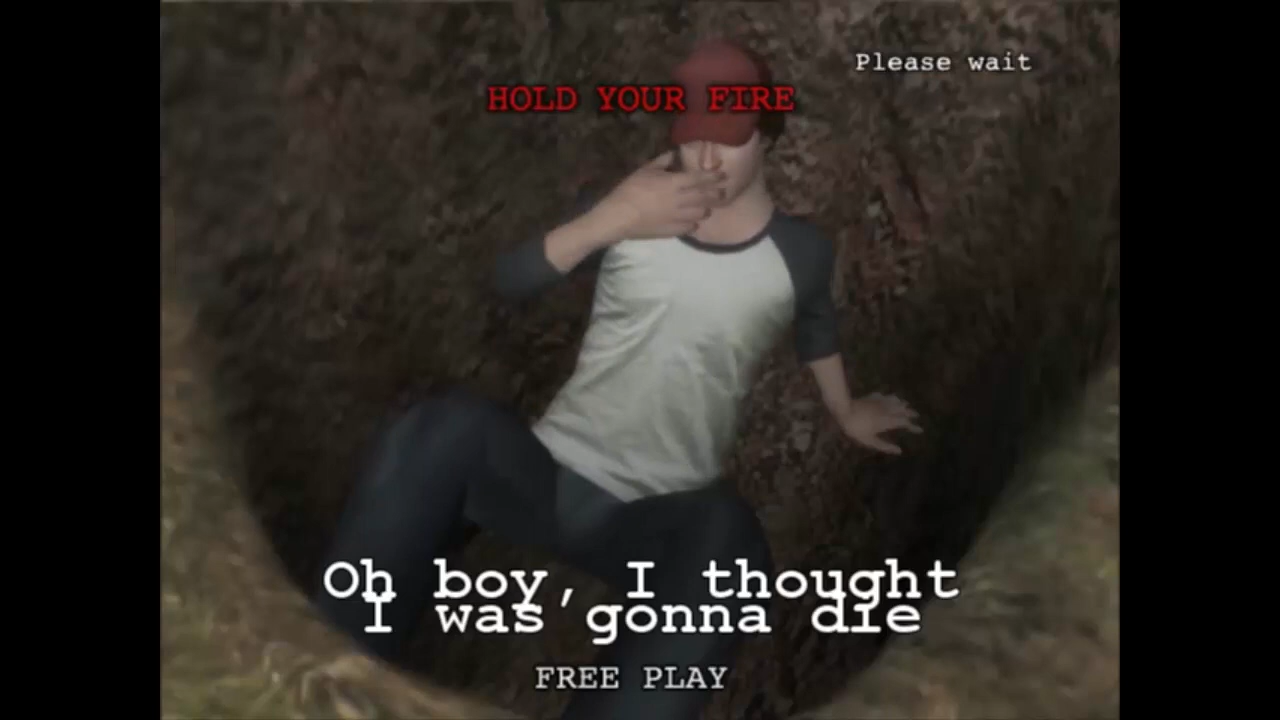 Please wait
HOLD YOUR FIRE
Oh boy, I thought
I was gonna die
FREE PLAY